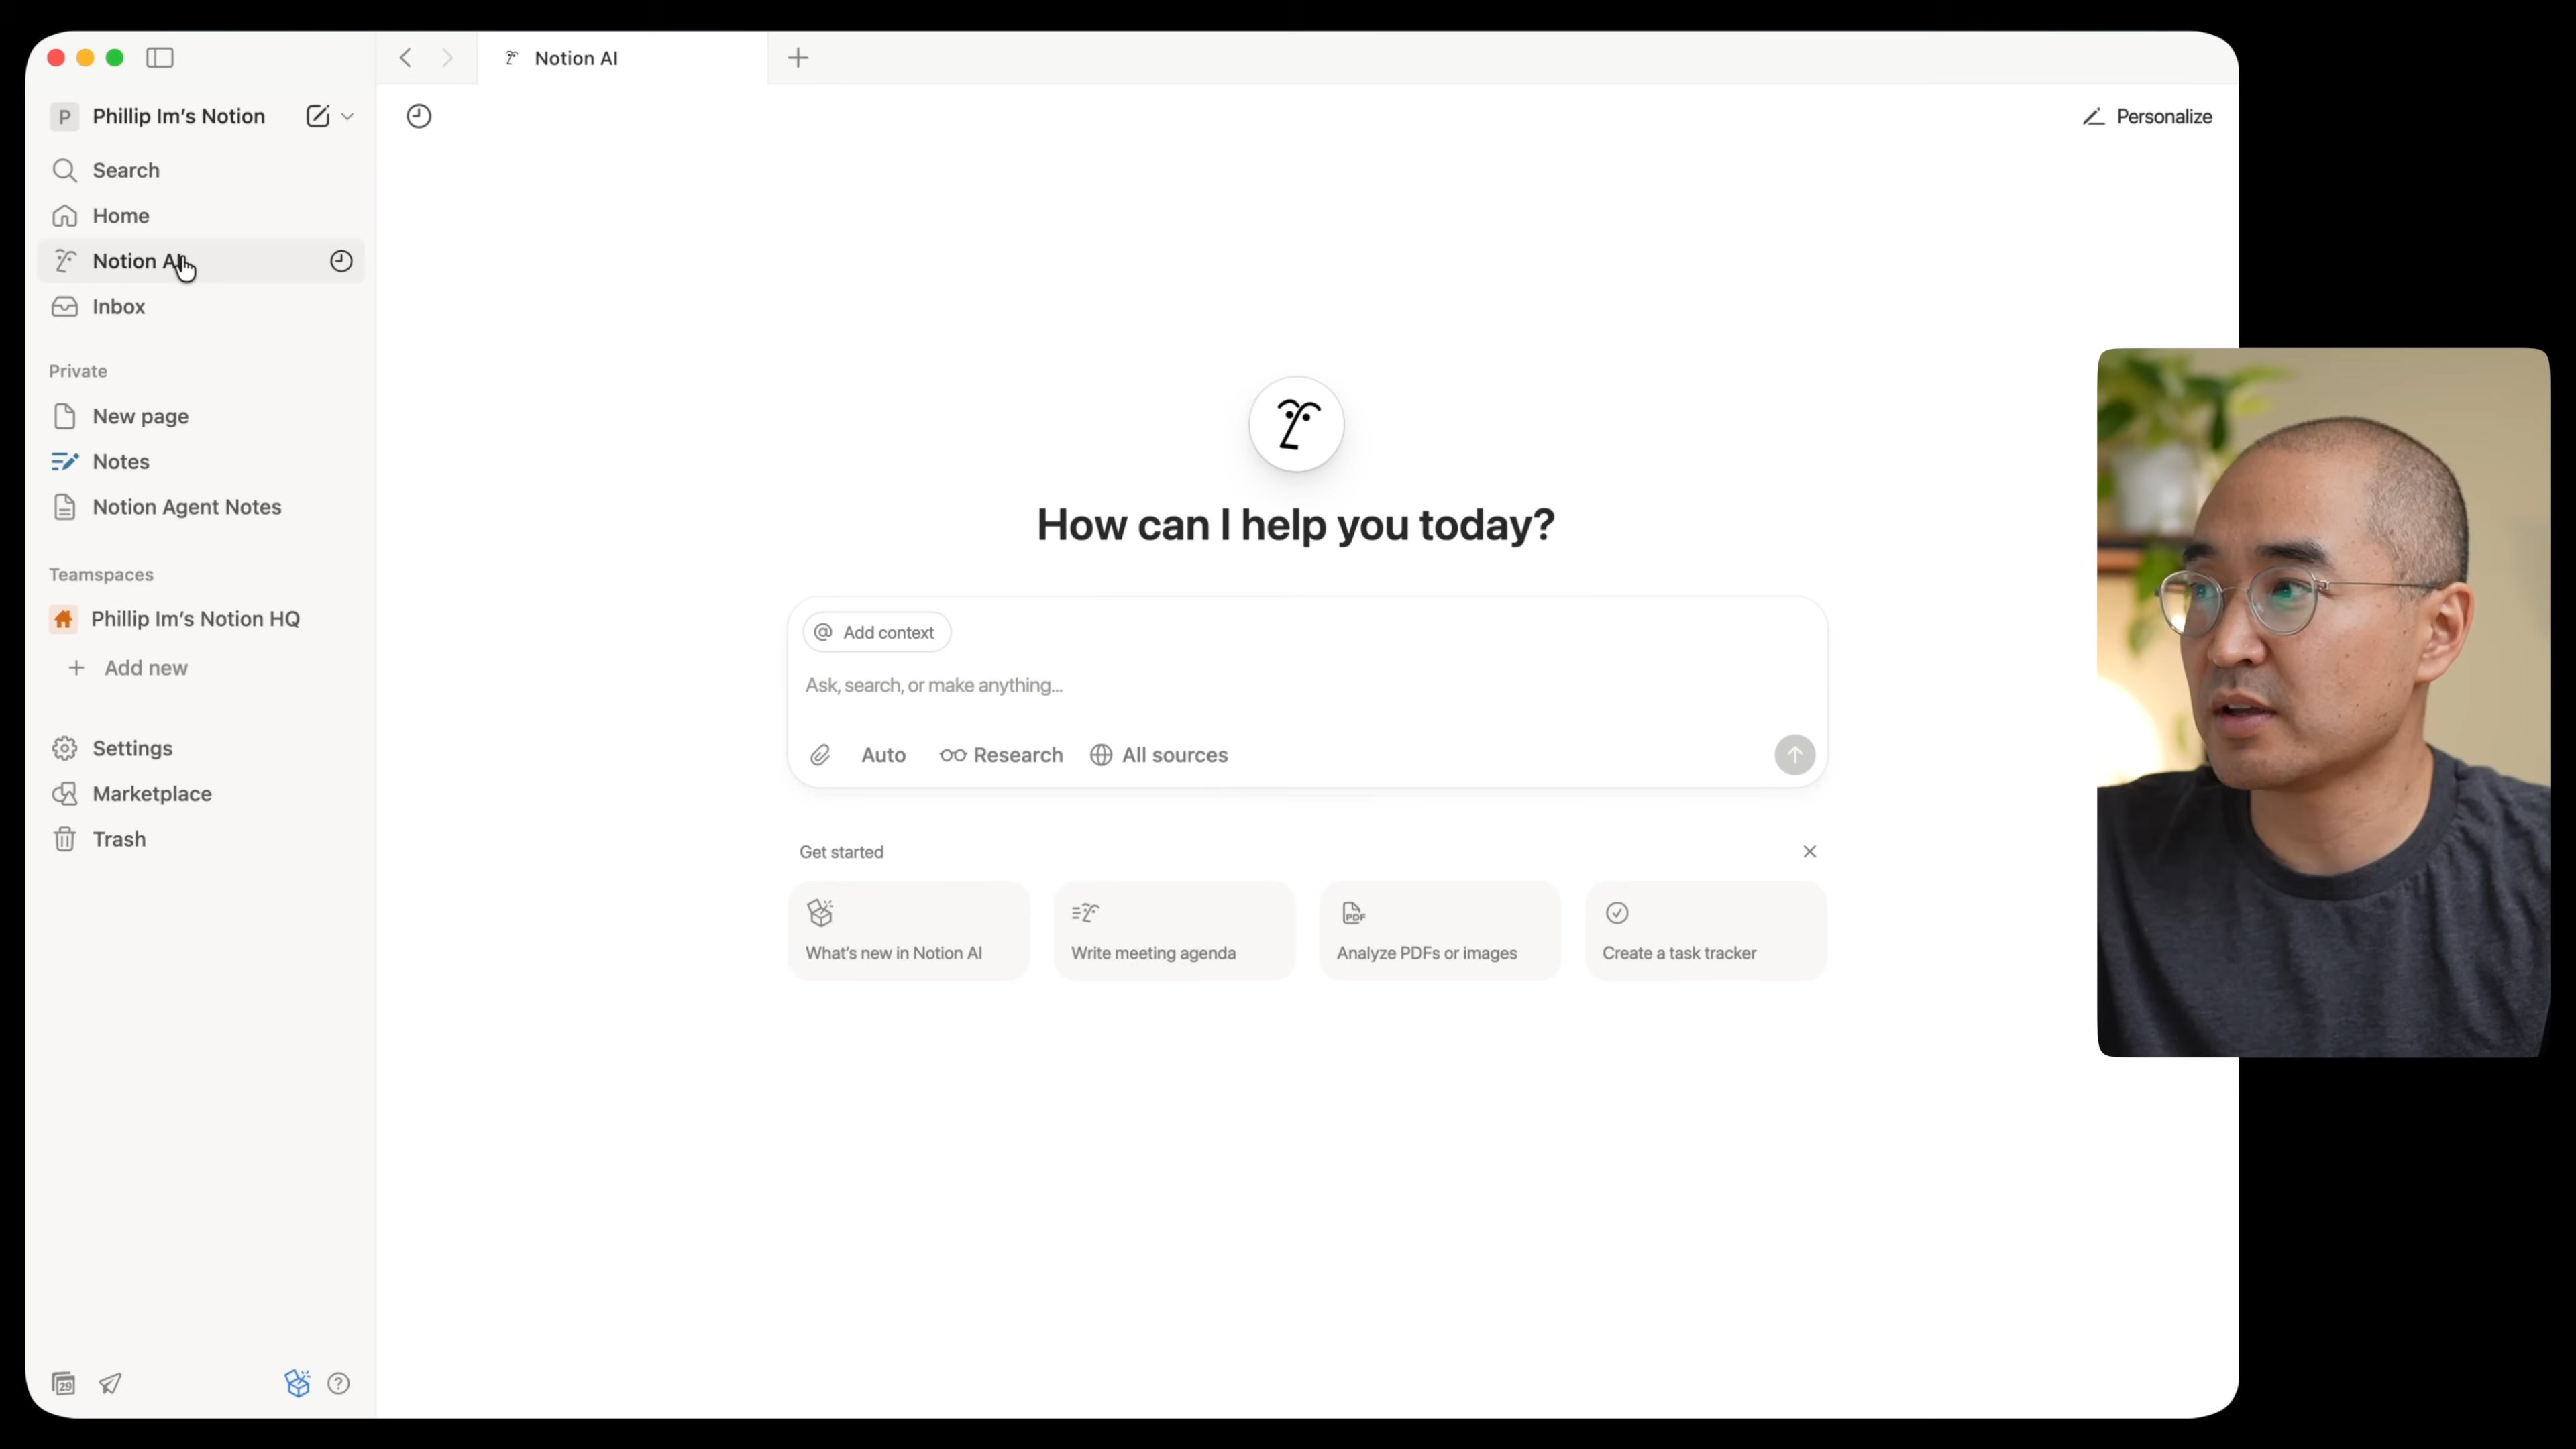 Notion AI
P Phillip Im's Notion
Search
Home
Notion AI
Inbox
Private
New page
Notes
Notion Agent Notes
Teamspaces
Phillip Im's Notion HQ
Add new
Settings
Marketplace
Trash
29
Personalize
How can I help you today?
@ Add context
Ask, search, or make anything...
Auto
Research
All sources
Get started
What's new in Notion AI
Write meeting agenda
PDF
Analyze PDFs or images
Create a task tracker